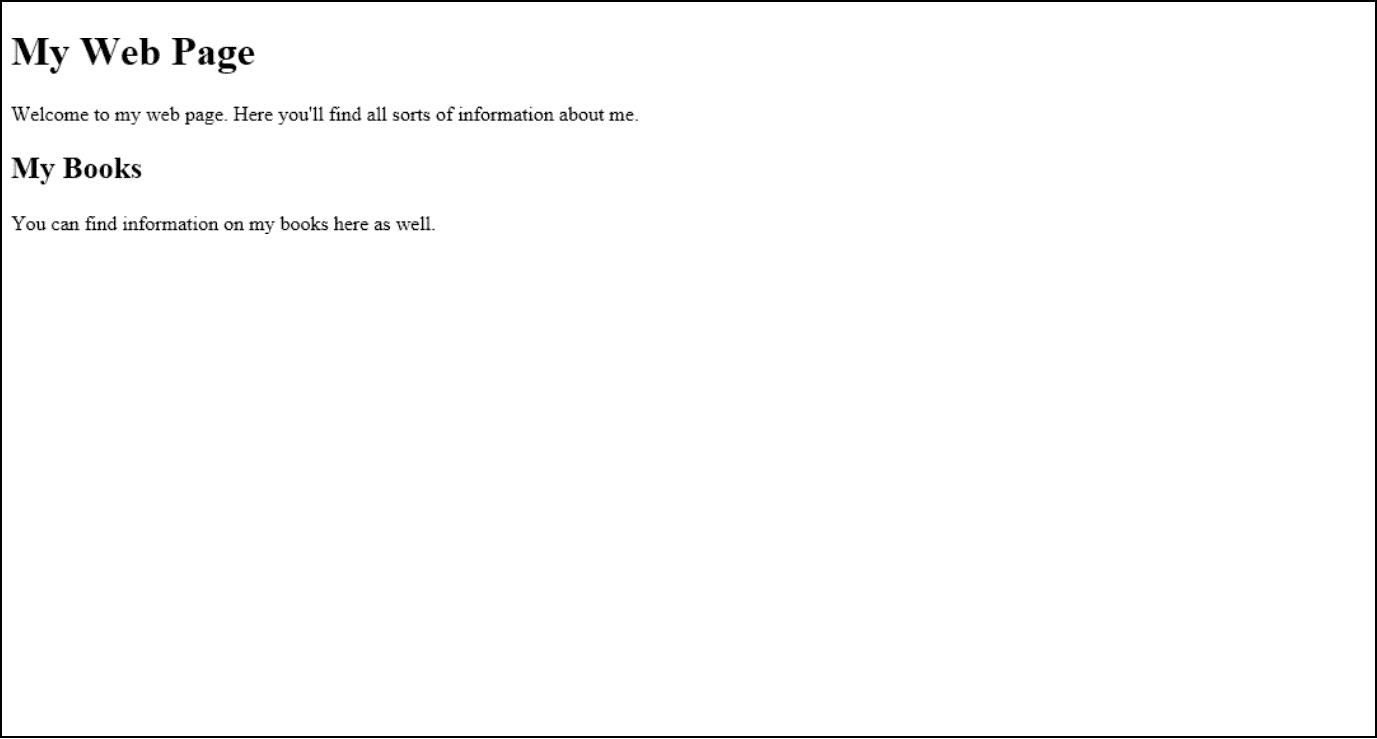 My Web Page
Welcome to my web page. Here you'll find all sorts of information about me.
My Books
You can find information on my books here as well.